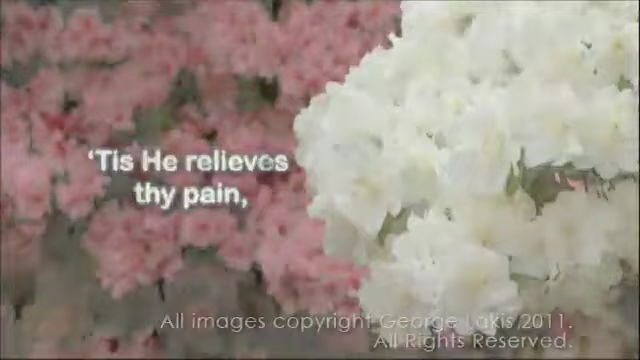 ‘Tis He relieves
thy pain,
All images copyright George Lakis 2011.
All Rights Reserved.